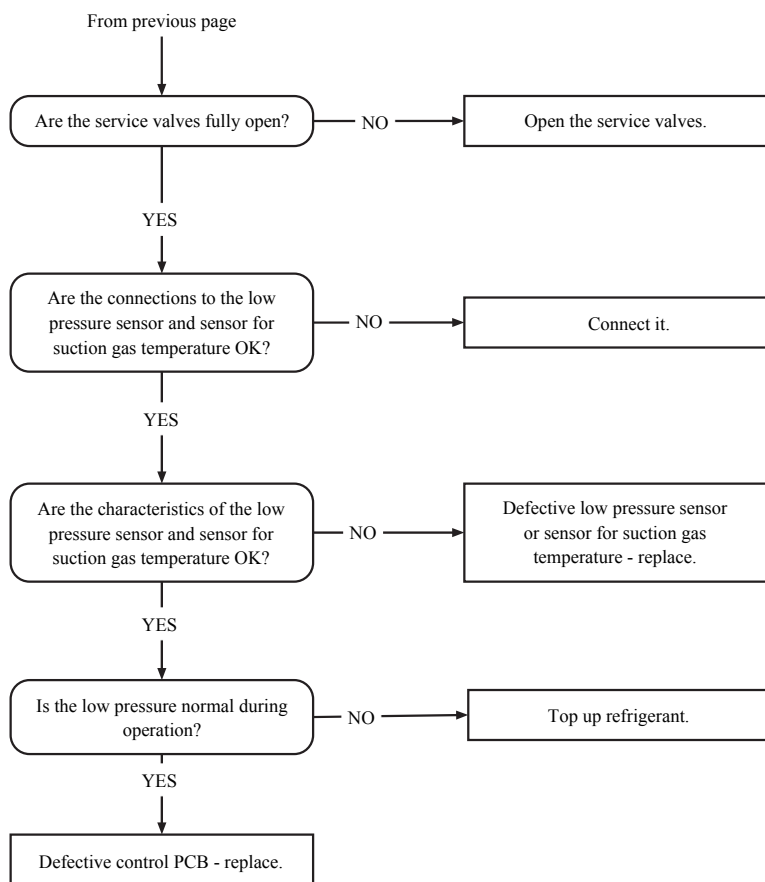 From previous page
Are the service valves fully open?
NO
Open the service valves.
YES
Are the connections to the low
pressure sensor and sensor for
suction gas temperature OK?
NO
Connect it.
YES
Are the characteristics of the low
pressure sensor and sensor for
suction gas temperature OK?
NO
Defective low pressure sensor
or sensor for suction gas
temperature - replace.
YES
Is the low pressure normal during
operation?
NO
Top up refrigerant.
YES
Defective control PCB - replace.